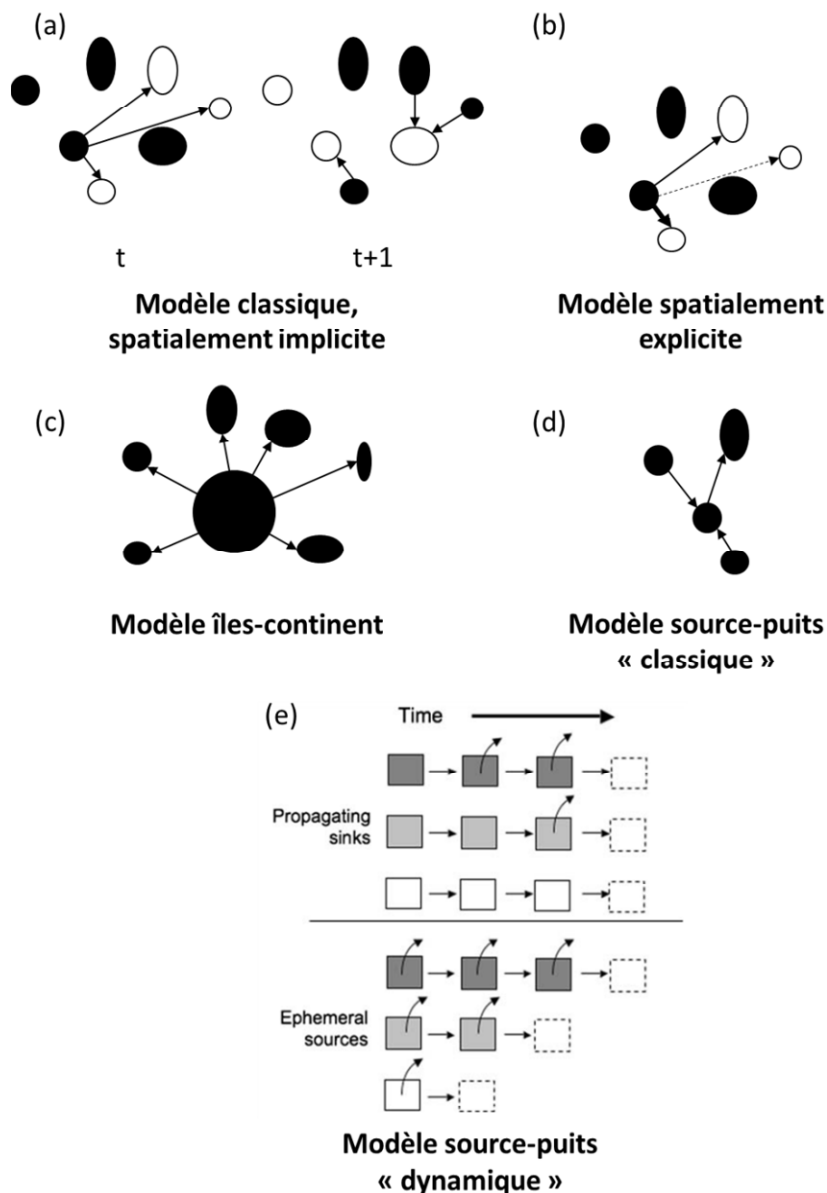 (a)
(b)
t
t+1
Modèle classique,
spatialement implicite
Modèle spatialement
explicite
(c)
(d)
Modèle îles-continent
Modèle source-puits
« classique »
(e)
Time
Propagating
sinks
Ephemeral
sources
Modèle source-puits
« dynamique »